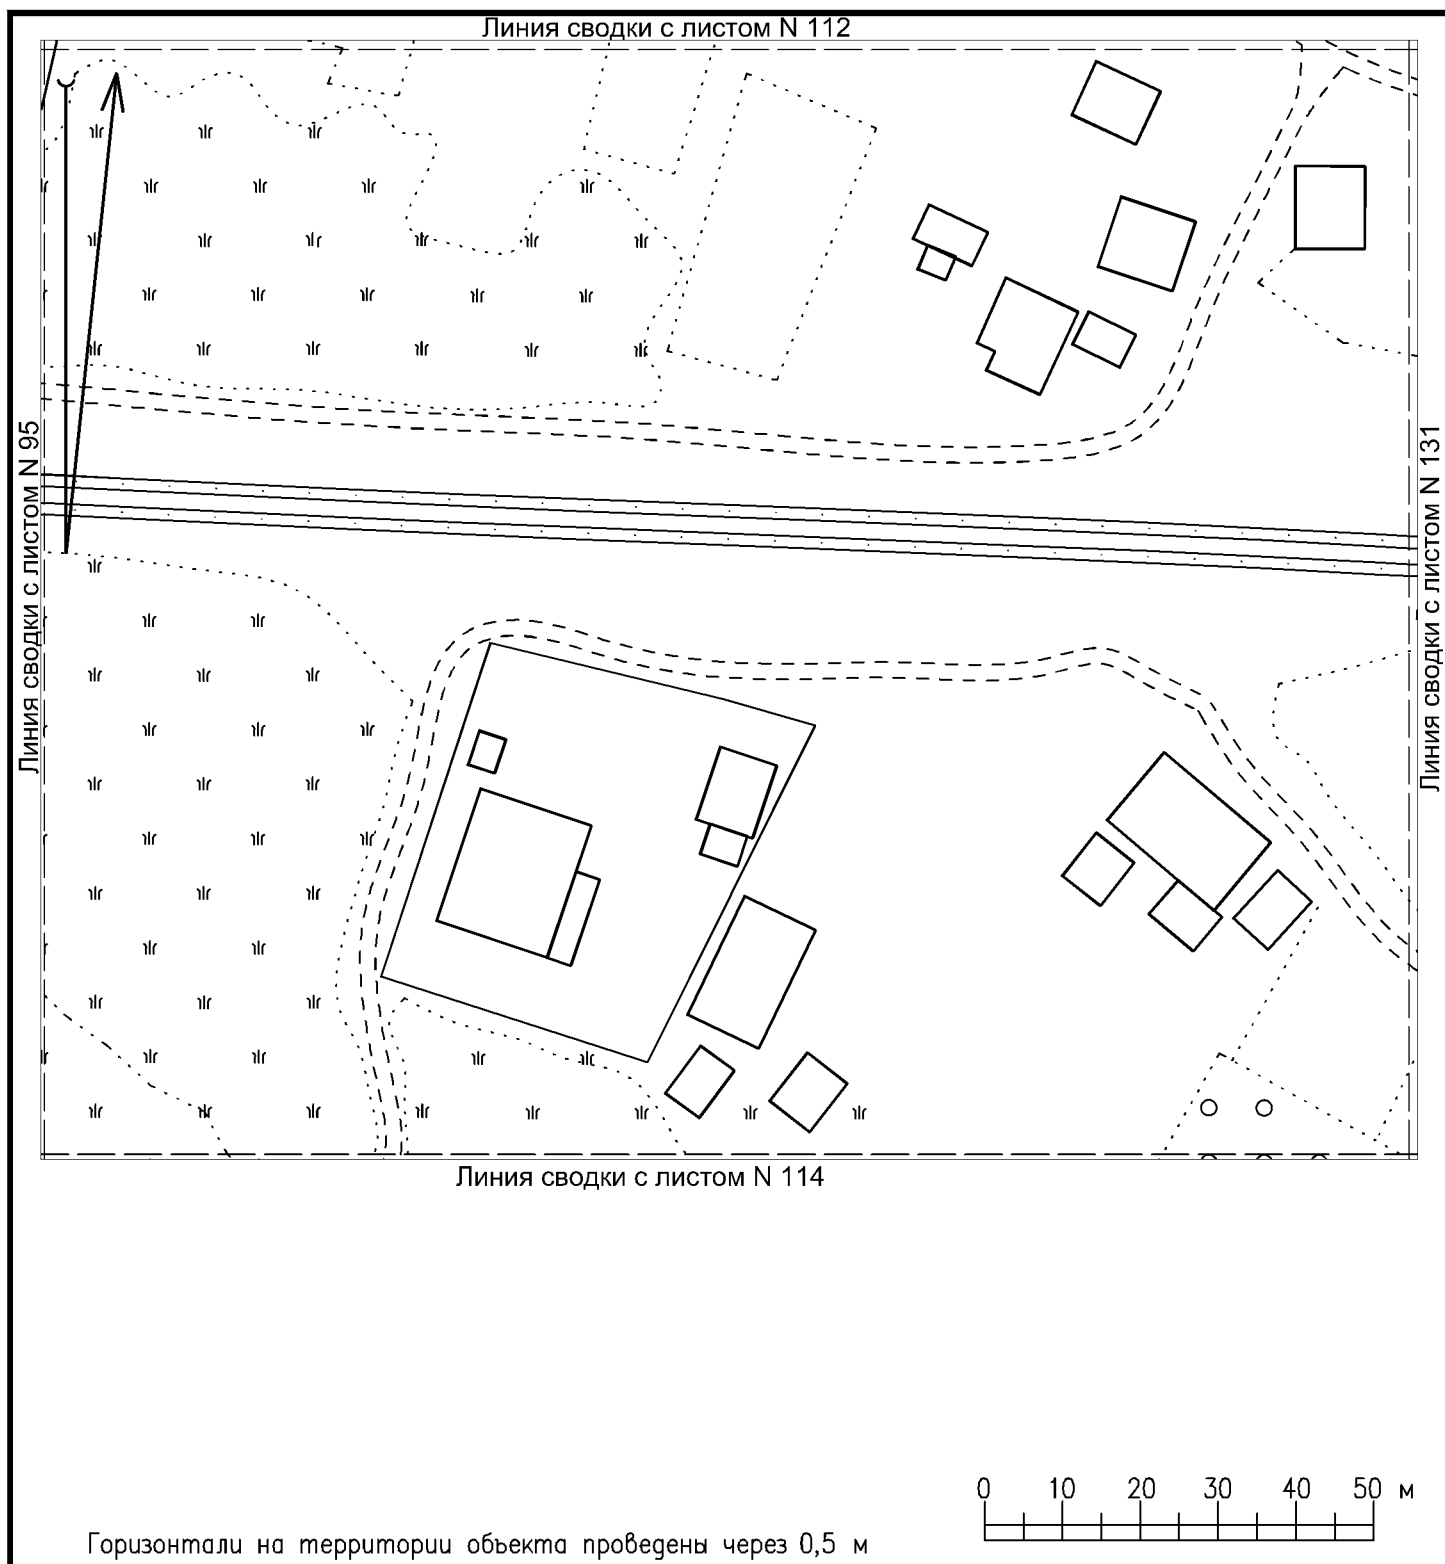 Линия сводки с листом N 112
Линия сводки с листом N 95
Линия сводки с листом N 131
Линия сводки с листом N 114
0 10 20 30 40 50 м
Горизонтали на территории объекта проведены через 0,5 м